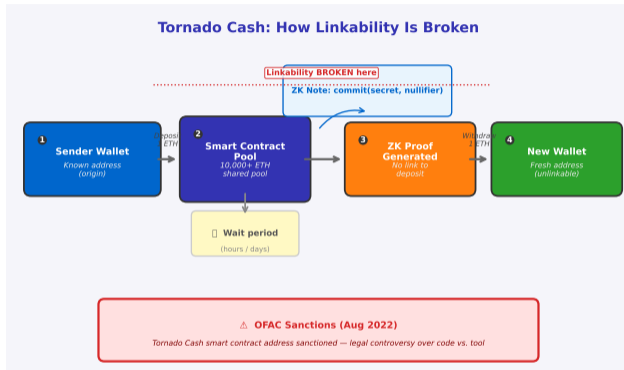 Tornado Cash: How Linkability Is Broken
Linkability BROKEN here
ZK Note: commit(secret, nullifier)
1
Sender Wallet
Known address
(origin)
1 ETH
2
Smart Contract
Pool
10,000+ ETH
shared pool
3
ZK Proof
Generated
No link to
deposit
Withdraw
1 ETH
4
New Wallet
Fresh address
(unlinkable)
Wait period
(hours / days)
⚠ OFAC Sanctions (Aug 2022)
Tornado Cash smart contract address sanctioned — legal controversy over code vs. tool